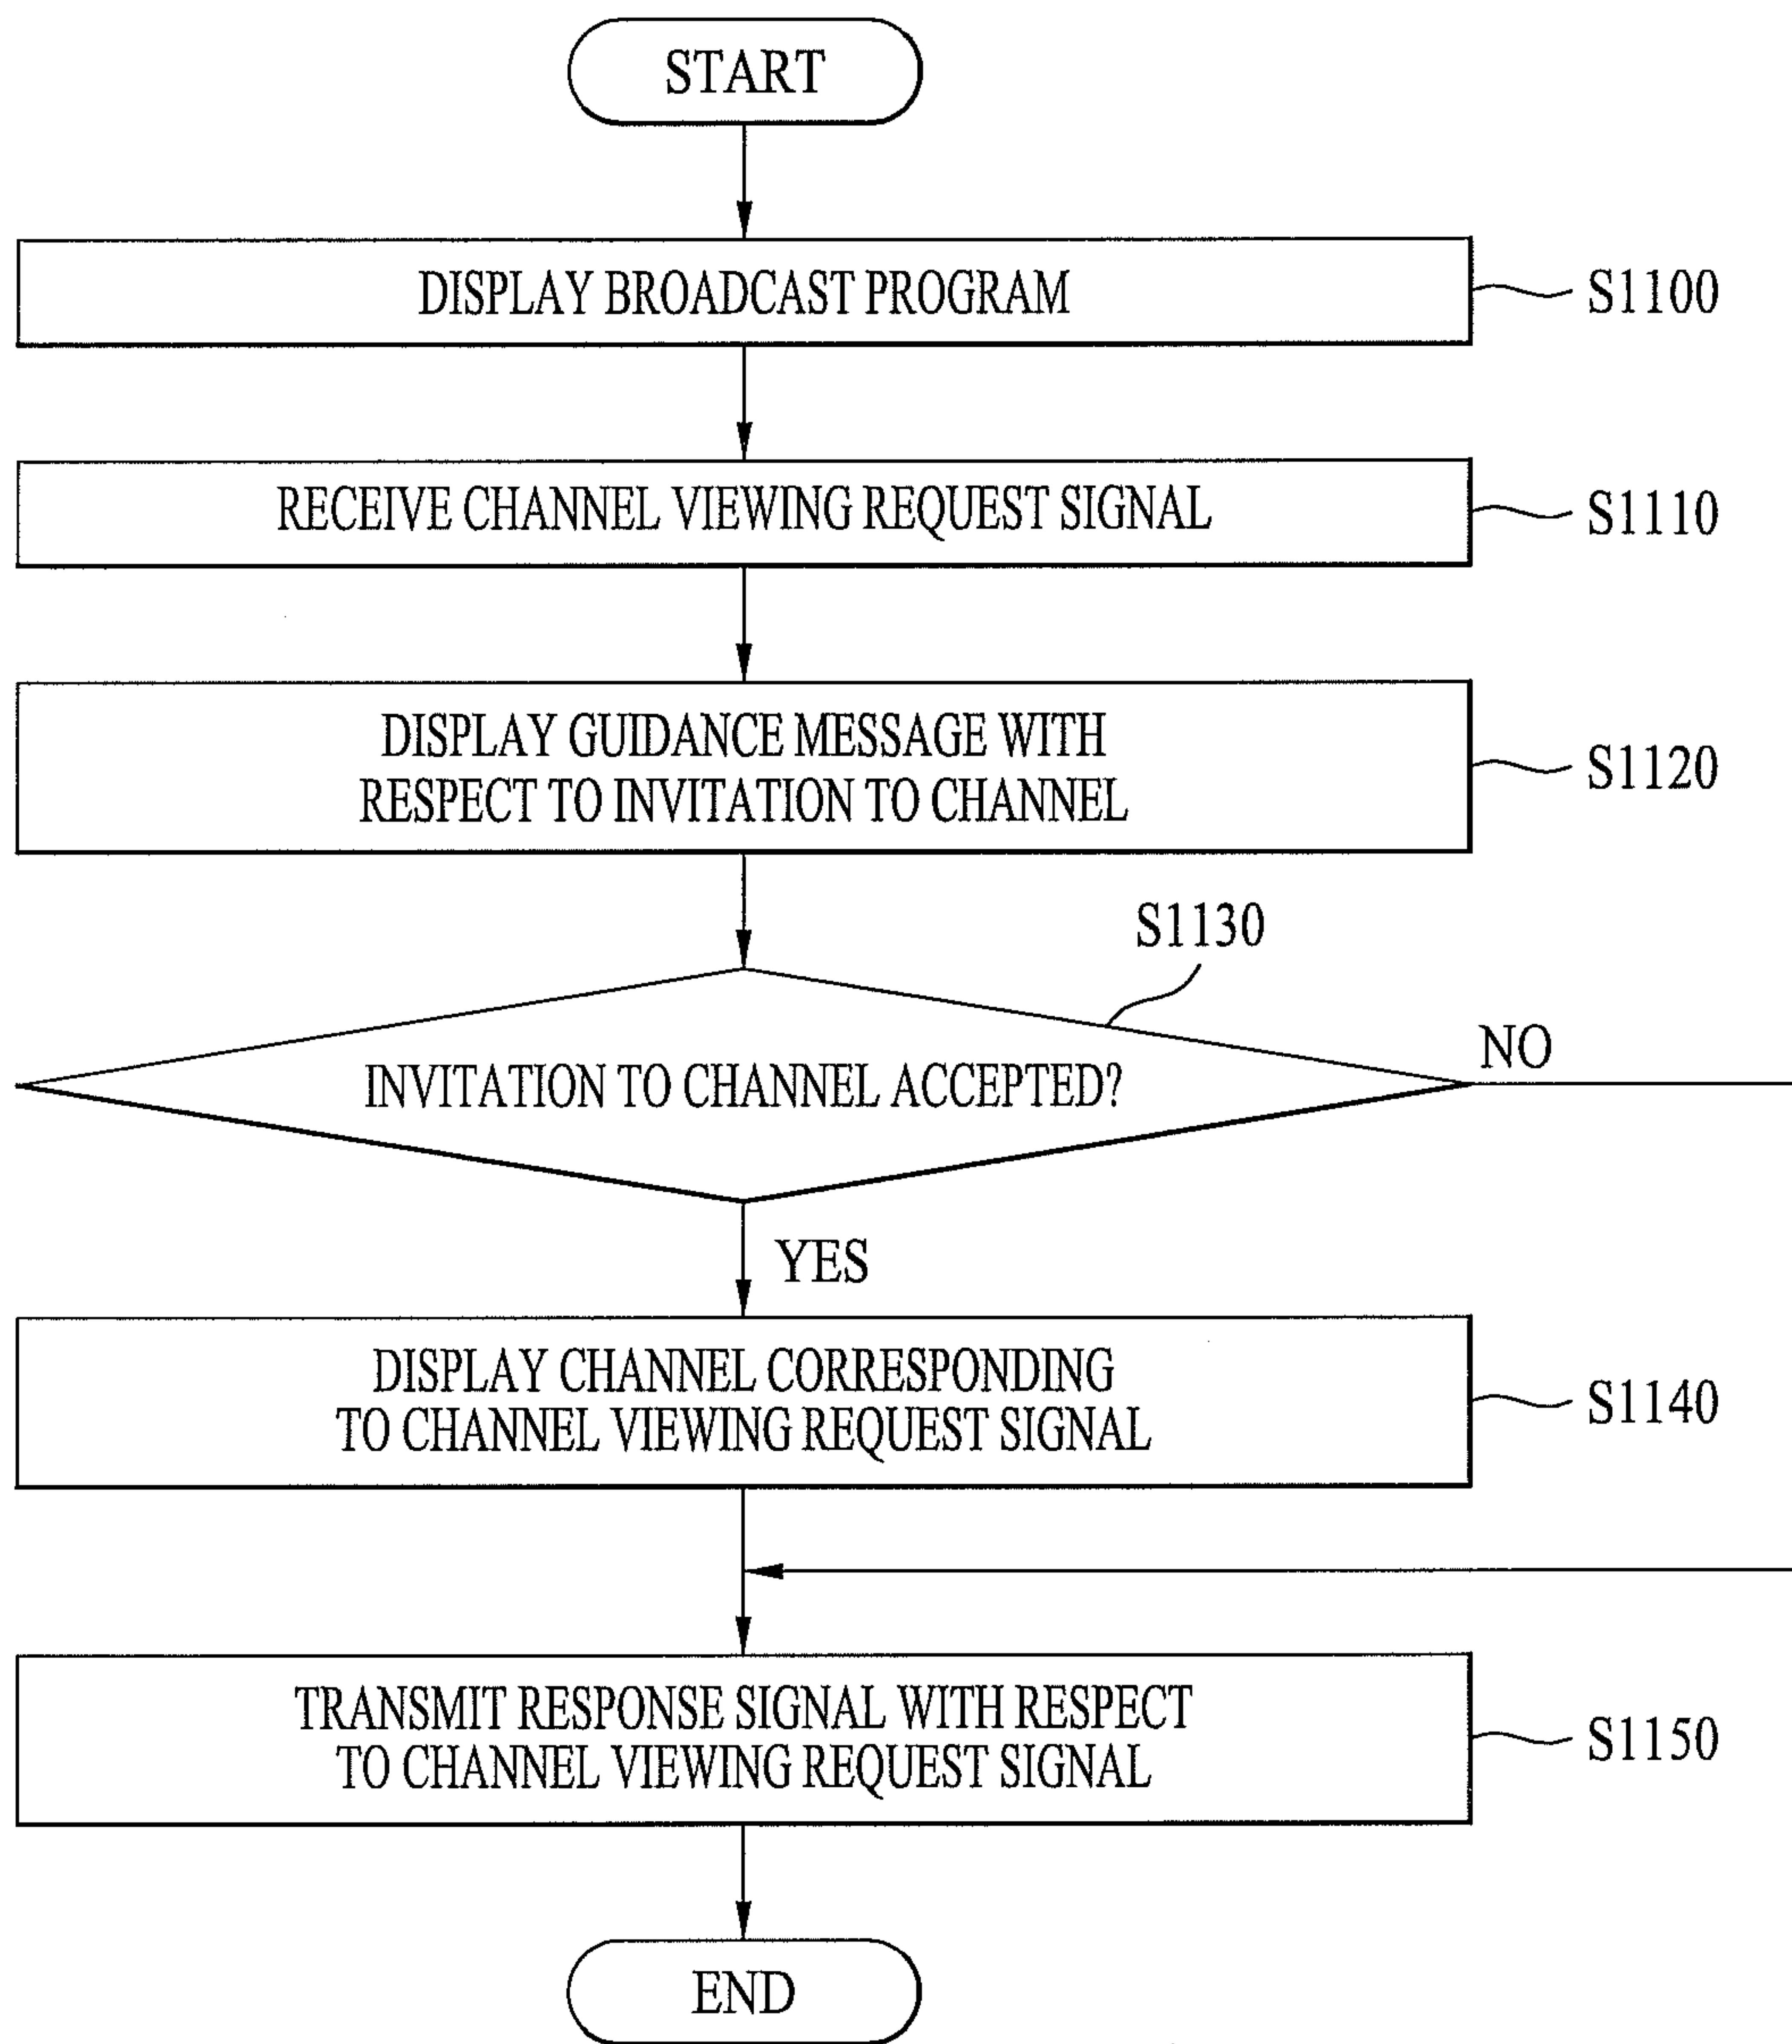 START
DISPLAY BROADCAST PROGRAM
S1100
RECEIVE CHANNEL VIEWING REQUEST SIGNAL
S1110
DISPLAY GUIDANCE MESSAGE WITH
RESPECT TO INVITATION TO CHANNEL
S1120
S1130
INVITATION TO CHANNEL ACCEPTED?
NO
YES
DISPLAY CHANNEL CORRESPONDING
TO CHANNEL VIEWING REQUEST SIGNAL
S1140
TRANSMIT RESPONSE SIGNAL WITH RESPECT
TO CHANNEL VIEWING REQUEST SIGNAL
S1150
END